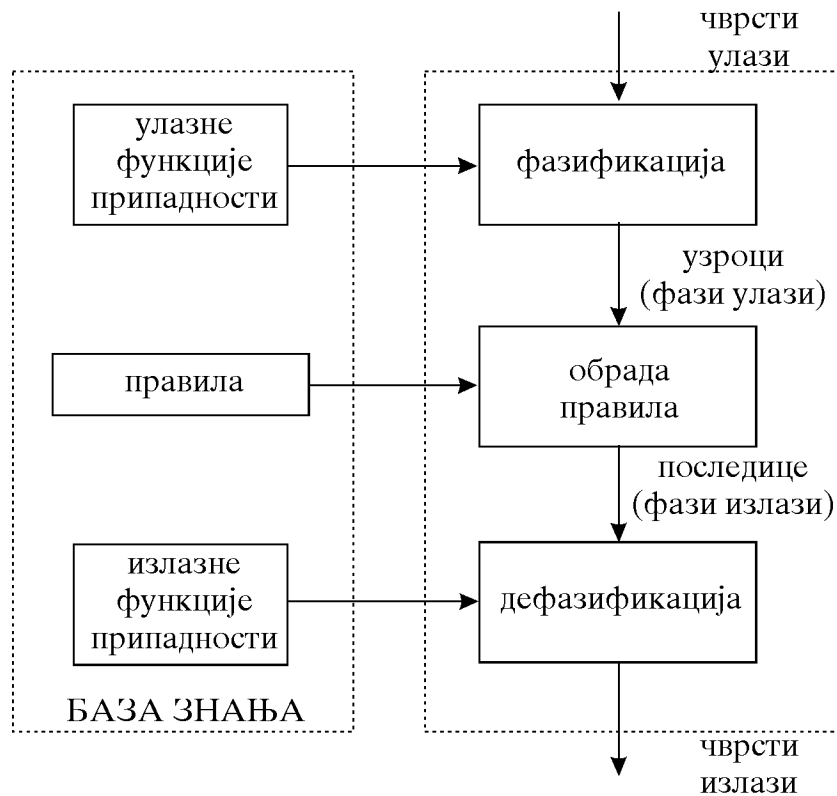 чврсти
улази
улазне
функције
припадности
фазификација
узроци
(фази улази)
правила
обрада
правила
последице
(фази излази)
излазне
функције
припадности
дефазификација
БАЗА ЗНАЊА
чврсти
излази